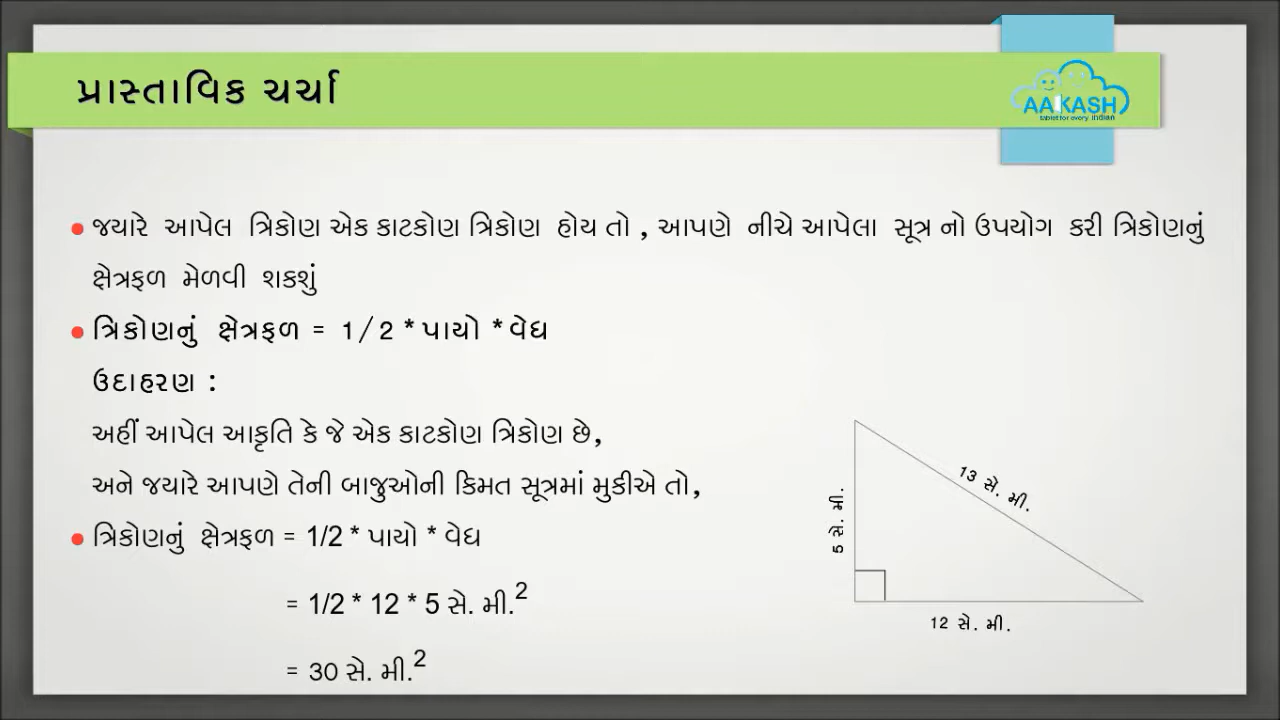 પ્રાસ્તાવિક ચર્ચા
AAKASH
tablet for every indian
જયારે આપેલ ત્રિકોણ એક કાટકોણ ત્રિકોણ હોય તો , આપણે નીચે આપેલા સૂત્ર નો ઉપયોગ કરી ત્રિકોણનું
ક્ષેત્રફળ મેળવી શકશું
ત્રિકોણનું ક્ષેત્રફળ = 1/2 * પાયો * વેધ
ઉદાહરણ :
અહીં આપેલ આકૃતિ કે જે એક કાટકોણ ત્રિકોણ છે,
અને જયારે આપણે તેની બાજુઓની કિમત સૂત્રમાં મુકીએ તો,
ત્રિકોણનું ક્ષેત્રફળ = 1/2 * પાયો * વેધ
= 1/2 * 12 * 5 સે. મી.²
= 30 સે. મી.²
13 સે. મી.
5 સે. મી.
12 સે. મી.